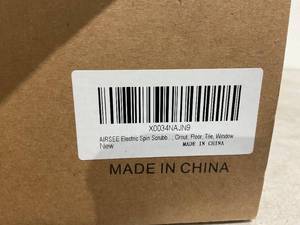 X0034NAJN9
AIRSEE Electric Spin Scrubb... Grout, Floor, Tile, Window
New MADE IN CHINA
MADE IN CHINA